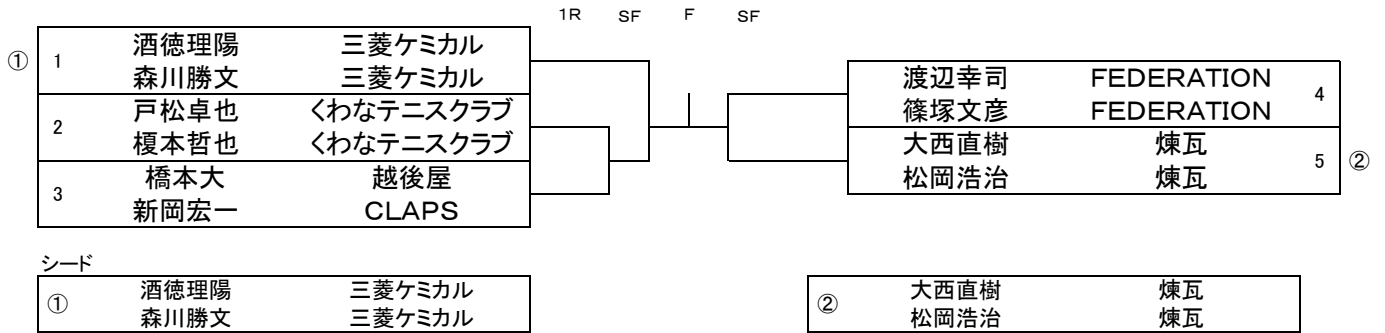 1R SF F SF
① 1 酒徳理陽 三菱ケミカル
森川勝文 三菱ケミカル
2 戸松卓也 くわなテニスクラブ
榎本哲也 くわなテニスクラブ
3 橋本大 越後屋
新岡宏一 CLAPS
渡辺幸司 FEDERATION 4
篠塚文彦 FEDERATION
大西直樹 煉瓦 5 ②
松岡浩治 煉瓦
シード
① 酒徳理陽 三菱ケミカル
森川勝文 三菱ケミカル
② 大西直樹 煉瓦
松岡浩治 煉瓦